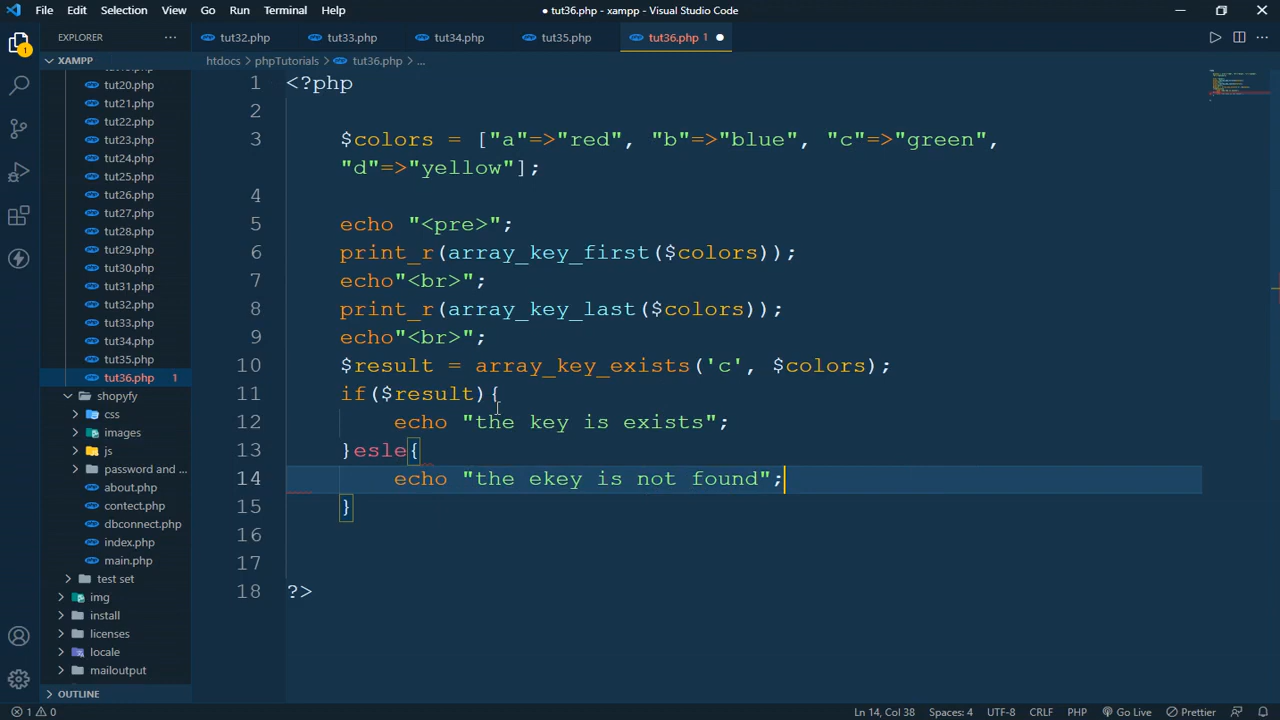 File Edit Selection View Go Run Terminal Help
● tut36.php - xampp - Visual Studio Code
EXPLORER
tut32.php tut33.php tut34.php tut35.php tut36.php 1
XAMPP
htdocs > phpTutorials > tut36.php > ...
tut20.php
tut21.php
tut22.php
tut23.php
tut24.php
tut25.php
tut26.php
tut27.php
tut28.php
tut29.php
tut30.php
tut31.php
tut32.php
tut33.php
tut34.php
tut35.php
tut36.php 1
shopyfy
css
images
js
password and ...
about.php
contect.php
dbconnect.php
index.php
main.php
test set
img
install
licenses
locale
mailoutput
OUTLINE
1 <?php
2
3 $colors = ["a"=>"red", "b"=>"blue", "c"=>"green",
"d"=>"yellow"];
4
5 echo "<pre>";
6 print_r(array_key_first($colors));
7 echo"<br>";
8 print_r(array_key_last($colors));
9 echo"<br>";
10 $result = array_key_exists('c', $colors);
11 if($result){
12 echo "the key is exists";
13 }esle{
14 echo "the ekey is not found";
15 }
16
17
18 ?>
1 0 Ln 14, Col 38 Spaces: 4 UTF-8 CRLF PHP Go Live Prettier